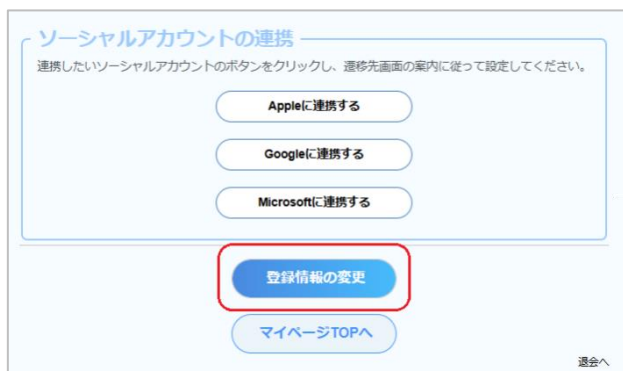 ソーシャルアカウントの連携
連携したいソーシャルアカウントのボタンをクリックし、遷移先画面の案内に従って設定してください。
Appleに連携する
Googleに連携する
Microsoftに連携する
登録情報の変更
マイページTOPへ
退会へ